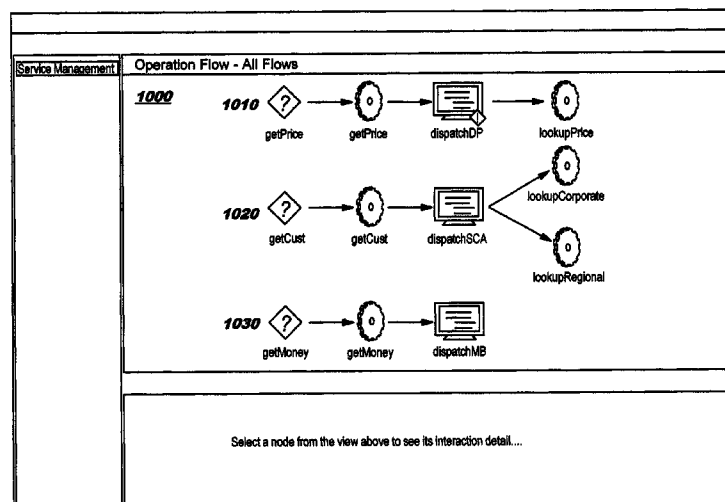 Service Management
Operation Flow - All Flows
1000
1010
?
getPrice
getPrice
dispatchDP
lookupPrice
lookupCorporate
1020
?
getCust
getCust
dispatchSCA
lookupRegional
1030
?
getMoney
getMoney
dispatchMB
Select a node from the view above to see its interaction detail....